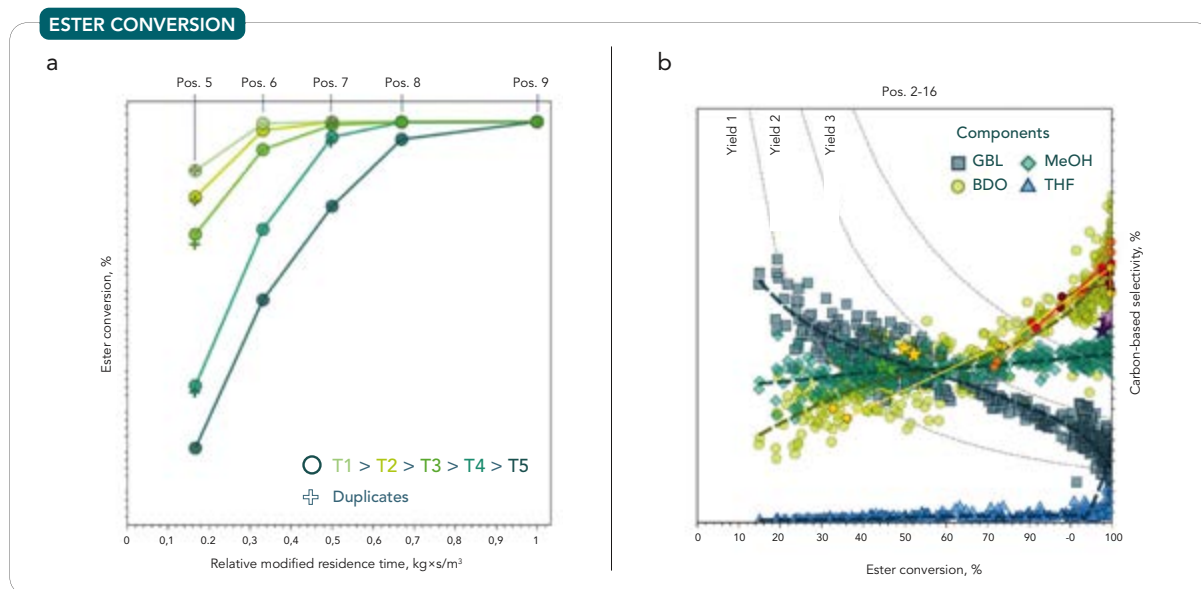 ESTER CONVERSION
a
Pos. 5 Pos. 6 Pos. 7 Pos. 8 Pos. 9
Ester conversion, %
T1 > T2 > T3 > T4 > T5
Duplicates
0 0,1 0,2 0,3 0,4 0,5 0,6 0,7 0,8 0,9 1
Relative modified residence time, kg×s/m³
b
Pos. 2-16
Yield 1 Yield 2 Yield 3
Components
GBL MeOH
BDO THF
Carbon-based selectivity, %
0 10 20 30 40 50 60 70 90 -0 100
Ester conversion, %